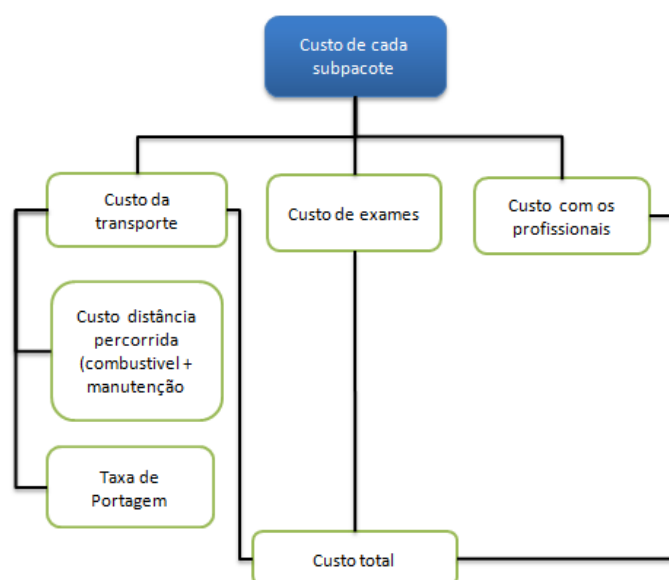 Custo de cada
subpacote
Custo da
transporte
Custo de exames
Custo com os
profissionais
Custo distância
percorrida
(combustivel +
manutenção
Taxa de
Portagem
Custo total